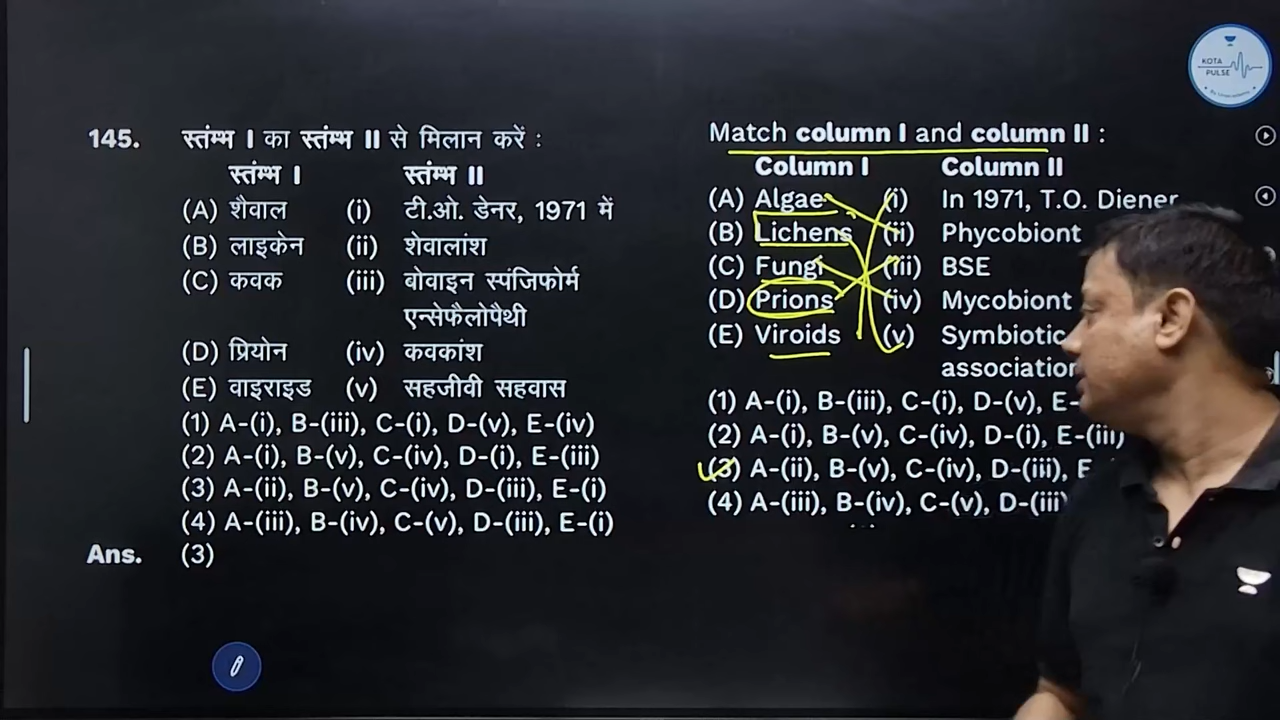 KOTA
PULSE
145. स्तंम्भ I का स्तंम्भ II से मिलान करें :
स्तंम्भ I स्तंम्भ II
(A) शैवाल (i) टी.ओ. डेनर, 1971 में
(B) लाइकेन (ii) शेवालांश
(C) कवक (iii) बोवाइन स्पंजिफोर्म
एन्सेफैलोपैथी
(D) प्रियोन (iv) कवकांश
(E) वाइराइड (v) सहजीवी सहवास
(1) A-(i), B-(iii), C-(i), D-(v), E-(iv)
(2) A-(i), B-(v), C-(iv), D-(i), E-(iii)
(3) A-(ii), B-(v), C-(iv), D-(iii), E-(i)
(4) A-(iii), B-(iv), C-(v), D-(iii), E-(i)
Ans. (3)
Match column I and column II :
Column I Column II
(A) Algae (i) In 1971, T.O. Diener
(B) Lichens (ii) Phycobiont
(C) Fungi (iii) BSE
(D) Prions (iv) Mycobiont
(E) Viroids (v) Symbiotic
association
(1) A-(i), B-(iii), C-(i), D-(v), E-
(2) A-(i), B-(v), C-(iv), D-(i), E-(iii)
(3) A-(ii), B-(v), C-(iv), D-(iii), E
(4) A-(iii), B-(iv), C-(v), D-(iii)